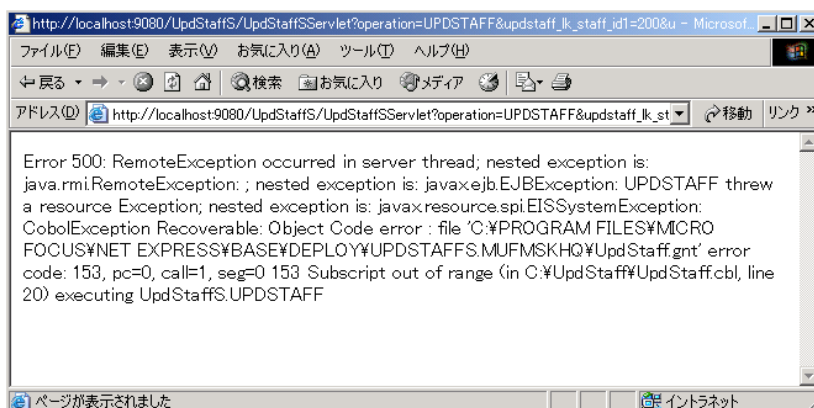 http://localhost:9080/UpdStaffS/UpdStaffSServlet?operation=UPDSTAFF&updstaff_lk_staff_id1=200&u - Microsof...
ファイル(F) 編集(E) 表示(V) お気に入り(A) ツール(T) ヘルプ(H)
戻る 検索 お気に入り メディア
アドレス(D) http://localhost:9080/UpdStaffS/UpdStaffSServlet?operation=UPDSTAFF&updstaff_lk_st 移動 リンク »
Error 500: RemoteException occurred in server thread; nested exception is:
java.rmi.RemoteException: ; nested exception is: javax.ejb.EJBException: UPDSTAFF threw
a resource Exception; nested exception is: javax.resource.spi.EISSystemException:
CobolException Recoverable: Object Code error : file 'C:¥PROGRAM FILES¥MICRO
FOCUS¥NET EXPRESS¥BASE¥DEPLOY¥UPDSTAFFS.MUFMSKHQ¥UpdStaff.gnt' error
code: 153, pc=0, call=1, seg=0 153 Subscript out of range (in C:¥UpdStaff¥UpdStaff.cbl, line
20) executing UpdStaffS.UPDSTAFF
ページが表示されました イントラネット